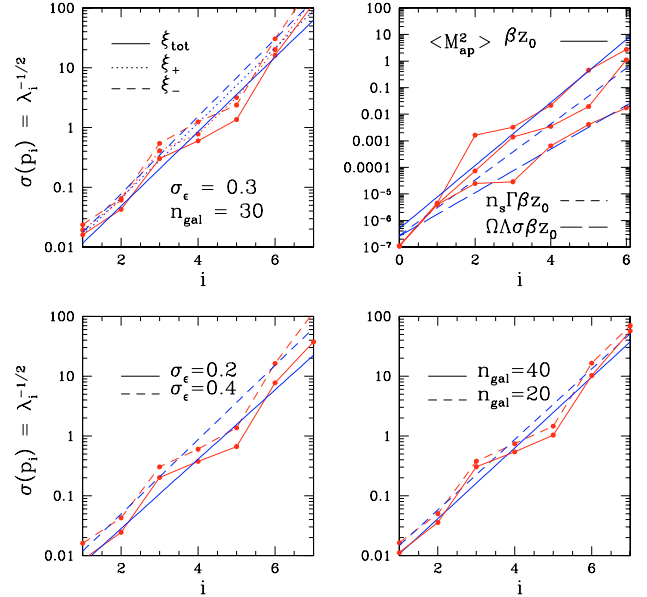 σ(p_i) = λ_i^{-1/2}
100
10
1
0.1
0.01
ξ_tot
ξ_+
ξ_-
σ_ϵ = 0.3
n_gal = 30
2 4 6
i
100
10
1
0.1
0.01
0.001
0.0001
10^{-5}
10^{-6}
10^{-7}
<M_{ap}^2> βz_0
n_sΓβz_0
ΩΛσβz_0
0 2 4 6
i
σ(p_i) = λ_i^{-1/2}
100
10
1
0.1
0.01
σ_ϵ=0.2
σ_ϵ=0.4
2 4 6
i
100
10
1
0.1
0.01
n_gal=40
n_gal=20
2 4 6
i